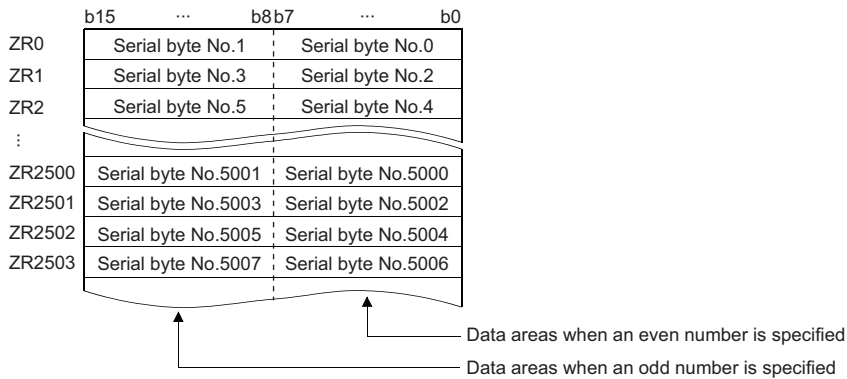 b15 ... b8 b7 ... b0
ZR0 Serial byte No.1 Serial byte No.0
ZR1 Serial byte No.3 Serial byte No.2
ZR2 Serial byte No.5 Serial byte No.4
⋮
ZR2500 Serial byte No.5001 Serial byte No.5000
ZR2501 Serial byte No.5003 Serial byte No.5002
ZR2502 Serial byte No.5005 Serial byte No.5004
ZR2503 Serial byte No.5007 Serial byte No.5006
Data areas when an even number is specified
Data areas when an odd number is specified